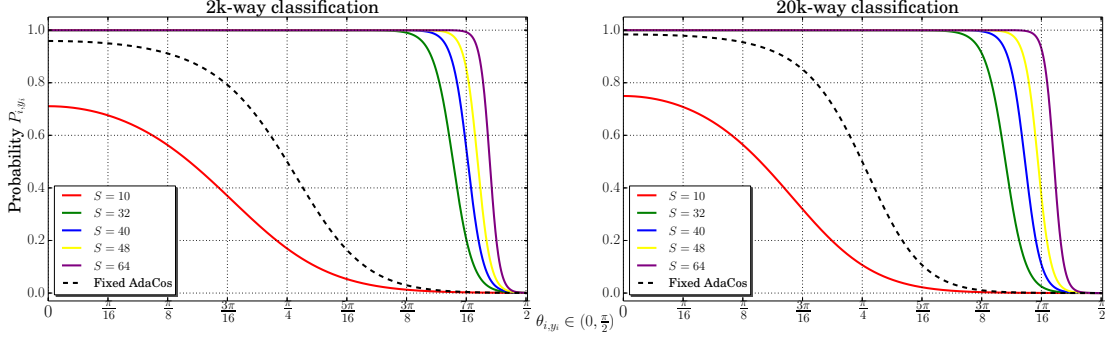 2k-way classification
Probability P_{i,y_i}
1.0
0.8
0.6
0.4
0.2
0.0
S = 10
S = 32
S = 40
S = 48
S = 64
Fixed AdaCos
0 π/16 π/8 3π/16 π/4 5π/16 3π/8 7π/16 π/2
20k-way classification
1.0
0.8
0.6
0.4
0.2
0.0
S = 10
S = 32
S = 40
S = 48
S = 64
Fixed AdaCos
0 π/16 π/8 3π/16 π/4 5π/16 3π/8 7π/16 π/2
θ_{i,y_i} ∈ (0, π/2)